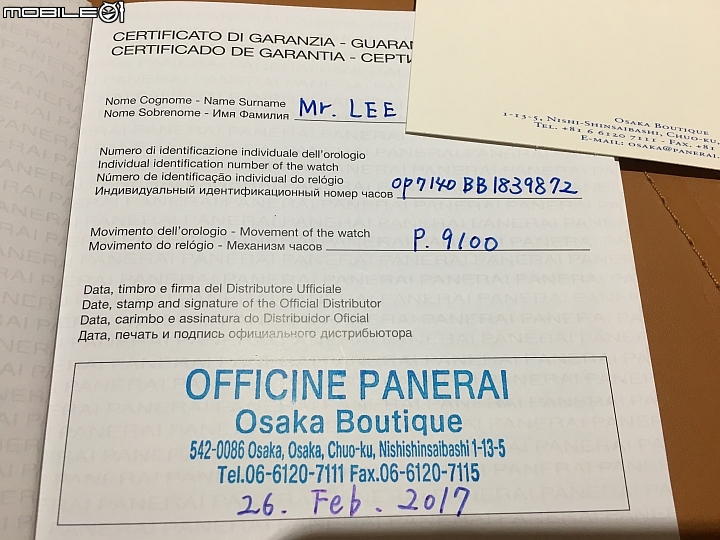 MOBILE01
CERTIFICATO DI GARANZIA - GUARAN
CERTIFICADO DE GARANTIA - СЕРТИ
Nome Cognome - Name Surname
Nome Sobrenome - Имя Фамилия Mr. LEE
Numero di identificazione individuale dell'orologio
Individual identification number of the watch
Número de identificação individual do relógio
Индивидуальный идентификационный номер часов OP7140 BB1839872
Movimento dell'orologio - Movement of the watch
Movimento do relógio - Механизм часов P. 9100
Data, timbro e firma del Distributore Ufficiale
Date, stamp and signature of the Official Distributor
Data, carimbo e assinatura do Distribuidor Oficial
Дата, печать и подпись официального дистрибьютора
OFFICINE PANERAI
Osaka Boutique
542-0086 Osaka, Osaka, Chuo-ku, Nishishinsaibashi 1-13-5
Tel.06-6120-7111 Fax.06-6120-7115
26. Feb. 2017
Osaka Boutique
1-13-5, Nishi-Shinsaibashi, Chuo-ku,
Tel. +81 6 6120 7111 - Fax. +81
E-mail: osaka@panerai.